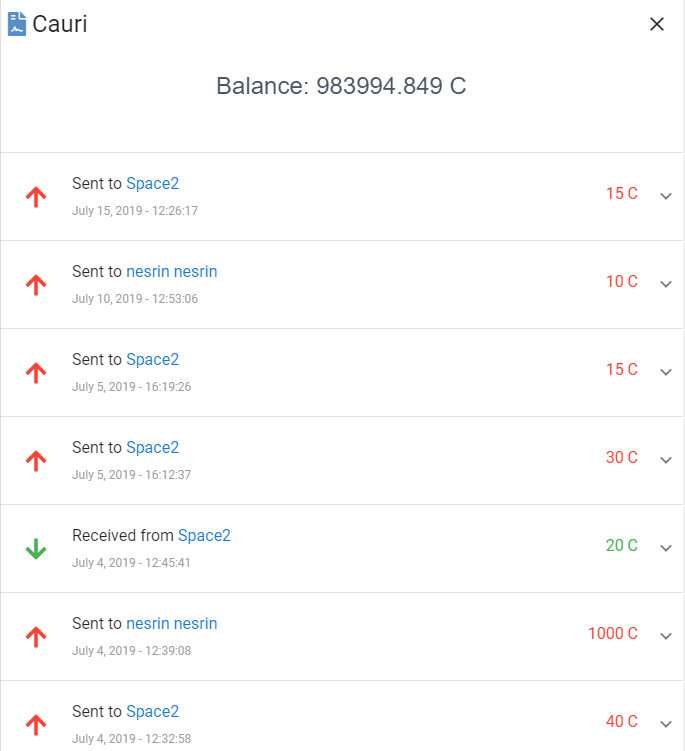 Cauri
Balance: 983994.849 C
Sent to Space2
15 C
July 15, 2019 - 12:26:17
Sent to nesrin nesrin
10 C
July 10, 2019 - 12:53:06
Sent to Space2
15 C
July 5, 2019 - 16:19:26
Sent to Space2
30 C
July 5, 2019 - 16:12:37
Received from Space2
20 C
July 4, 2019 - 12:45:41
Sent to nesrin nesrin
1000 C
July 4, 2019 - 12:39:08
Sent to Space2
40 C
July 4, 2019 - 12:32:58